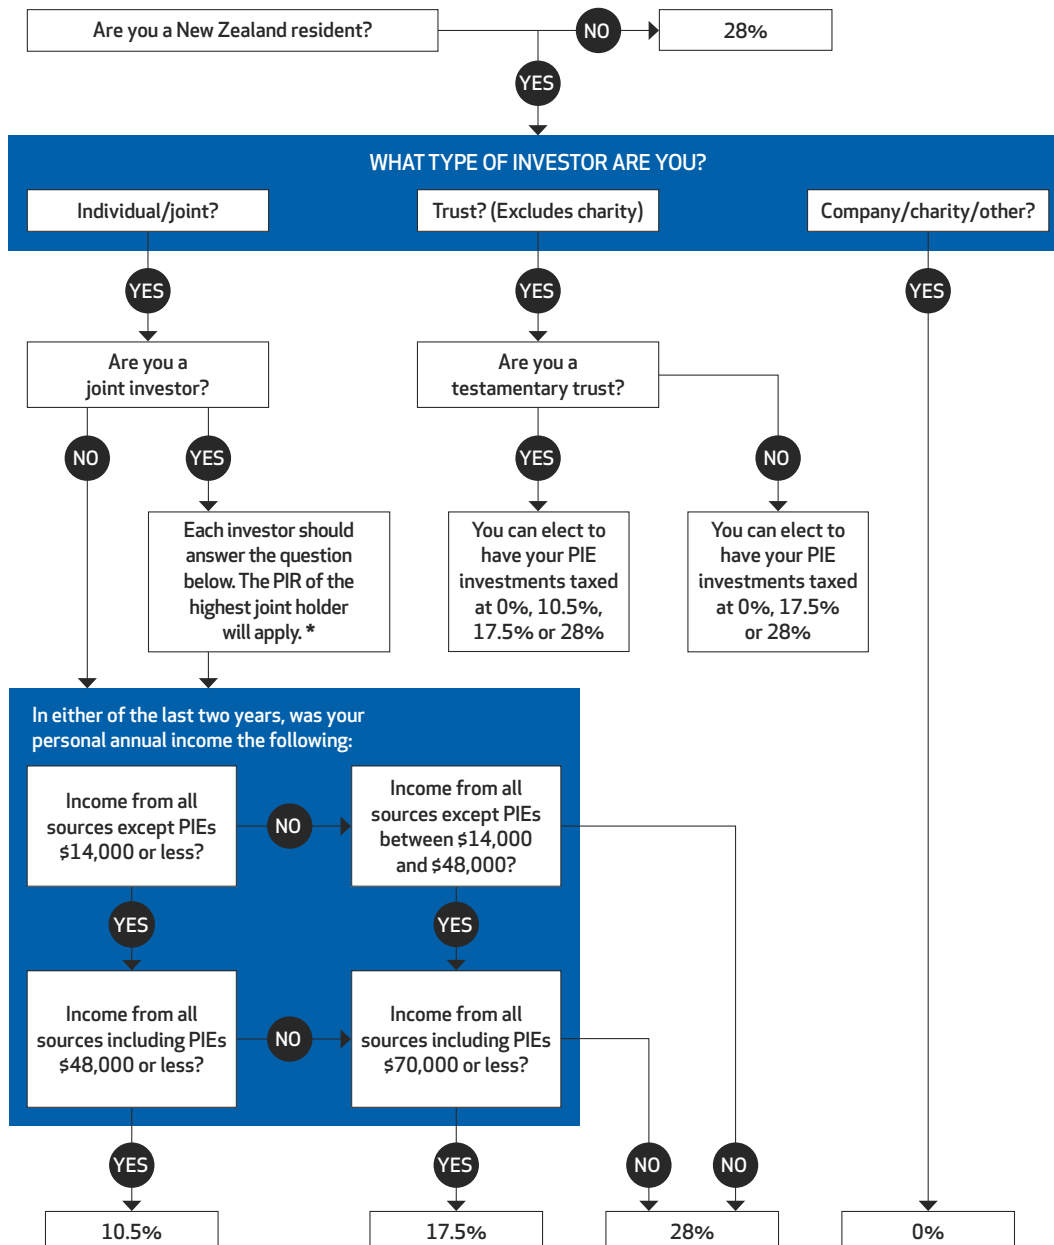 Are you a New Zealand resident?
NO
28%
YES
WHAT TYPE OF INVESTOR ARE YOU?
Individual/joint?
Trust? (Excludes charity)
Company/charity/other?
YES
YES
YES
Are you a
joint investor?
Are you a
testamentary trust?
NO
YES
YES
NO
Each investor should
answer the question
below. The PIR of the
highest joint holder
will apply. *
You can elect to
have your PIE
investments taxed
at 0%, 10.5%,
17.5% or 28%
You can elect to
have your PIE
investments taxed
at 0%, 17.5%
or 28%
In either of the last two years, was your
personal annual income the following:
Income from all
sources except PIEs
$14,000 or less?
NO
Income from all
sources except PIEs
between $14,000
and $48,000?
YES
YES
Income from all
sources including PIEs
$48,000 or less?
NO
Income from all
sources including PIEs
$70,000 or less?
YES
YES
NO
NO
10.5%
17.5%
28%
0%